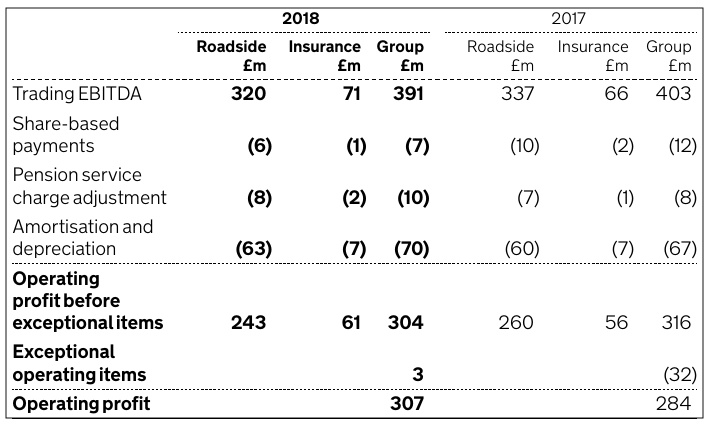 2018 2017
Roadside Insurance Group Roadside Insurance Group
£m £m £m £m £m £m
Trading EBITDA 320 71 391 337 66 403
Share-based
payments (6) (1) (7) (10) (2) (12)
Pension service
charge adjustment (8) (2) (10) (7) (1) (8)
Amortisation and
depreciation (63) (7) (70) (60) (7) (67)
Operating
profit before
exceptional items 243 61 304 260 56 316
Exceptional
operating items 3 (32)
Operating profit 307 284